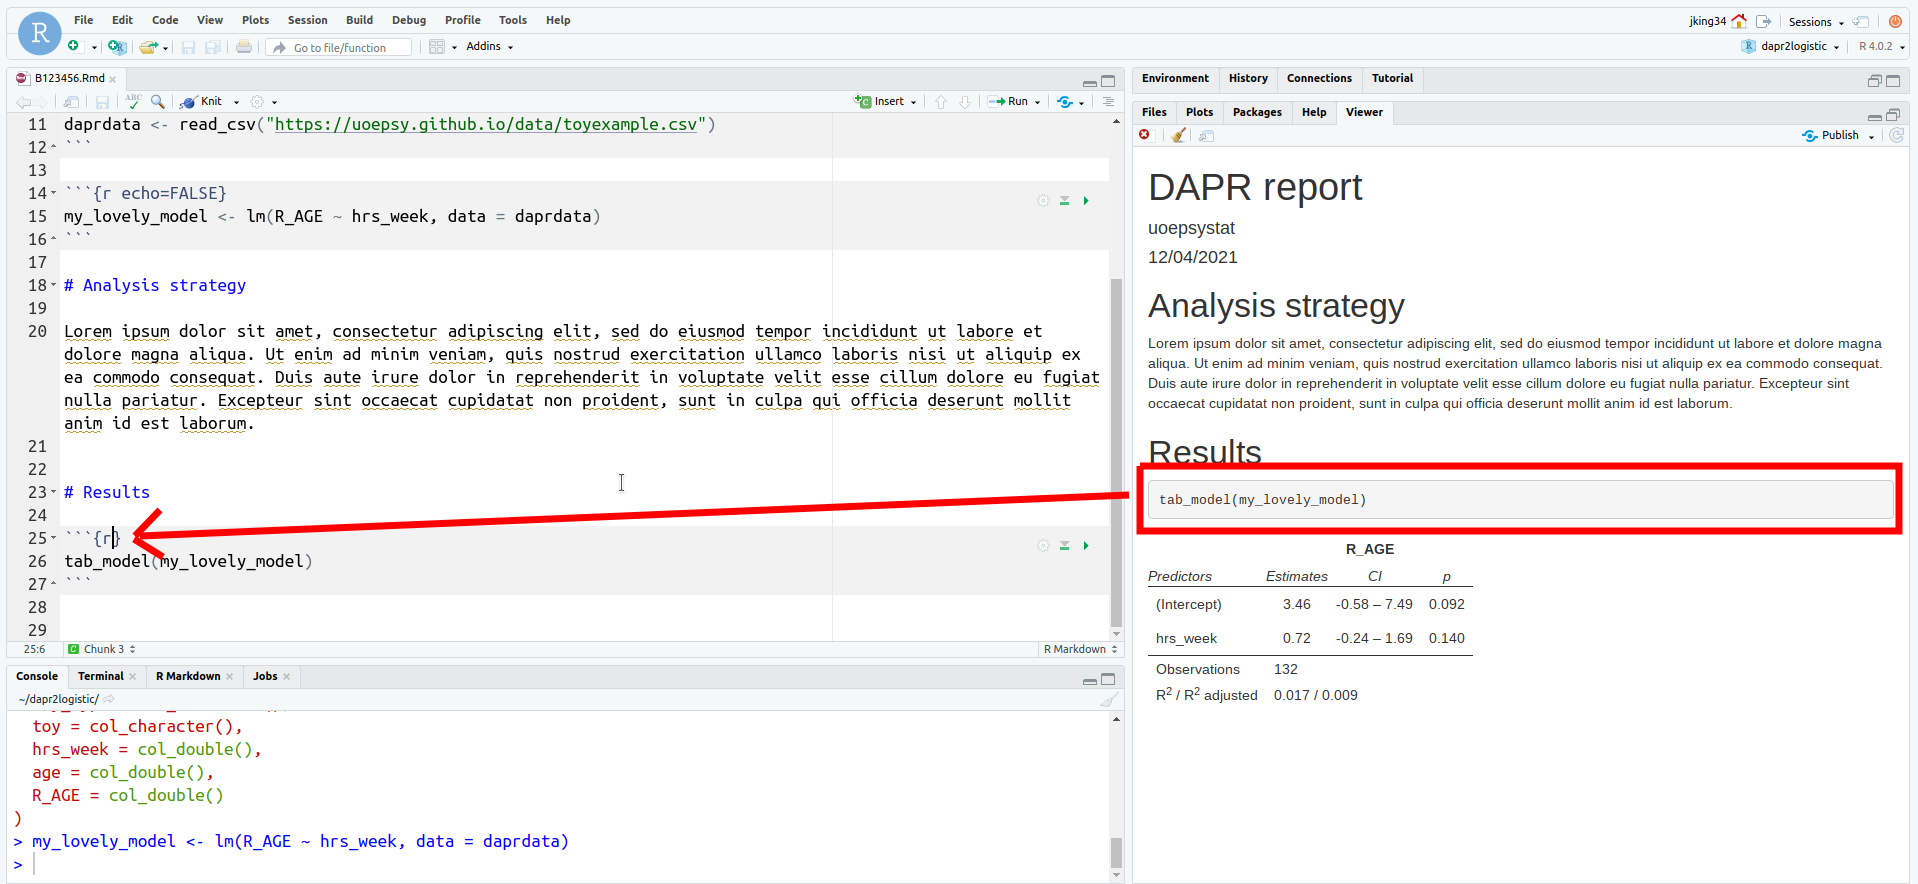 R
File Edit Code View Plots Session Build Debug Profile Tools Help
jking34 Sessions
Go to file/function Addins
dapr2logistic R 4.0.2
B123456.Rmd
ABC Knit Insert Run
11 daprdata <- read_csv("https://uoepsy.github.io/data/toyexample.csv")
12 ```
13
14 ```{r echo=FALSE}
15 my_lovely_model <- lm(R_AGE ~ hrs_week, data = daprdata)
16 ```
17
18 # Analysis strategy
19
20 Lorem ipsum dolor sit amet, consectetur adipiscing elit, sed do eiusmod tempor incididunt ut labore et
dolore magna aliqua. Ut enim ad minim veniam, quis nostrud exercitation ullamco laboris nisi ut aliquip ex
ea commodo consequat. Duis aute irure dolor in reprehenderit in voluptate velit esse cillum dolore eu fugiat
nulla pariatur. Excepteur sint occaecat cupidatat non proident, sunt in culpa qui officia deserunt mollit
anim id est laborum.
21
22
23 # Results
24
25 ```{r}
26 tab_model(my_lovely_model)
27 ```
28
29
25:6 C Chunk 3 R Markdown
Console Terminal R Markdown Jobs
~/dapr2logistic/
toy = col_character(),
hrs_week = col_double(),
age = col_double(),
R_AGE = col_double()
)
> my_lovely_model <- lm(R_AGE ~ hrs_week, data = daprdata)
>
Environment History Connections Tutorial
Files Plots Packages Help Viewer
Publish
DAPR report
uoepsystat
12/04/2021
Analysis strategy
Lorem ipsum dolor sit amet, consectetur adipiscing elit, sed do eiusmod tempor incididunt ut labore et dolore magna
aliqua. Ut enim ad minim veniam, quis nostrud exercitation ullamco laboris nisi ut aliquip ex ea commodo consequat.
Duis aute irure dolor in reprehenderit in voluptate velit esse cillum dolore eu fugiat nulla pariatur. Excepteur sint
occaecat cupidatat non proident, sunt in culpa qui officia deserunt mollit anim id est laborum.
Results
tab_model(my_lovely_model)
R_AGE
Predictors Estimates CI p
(Intercept) 3.46 -0.58 – 7.49 0.092
hrs_week 0.72 -0.24 – 1.69 0.140
Observations 132
R2 / R2 adjusted 0.017 / 0.009